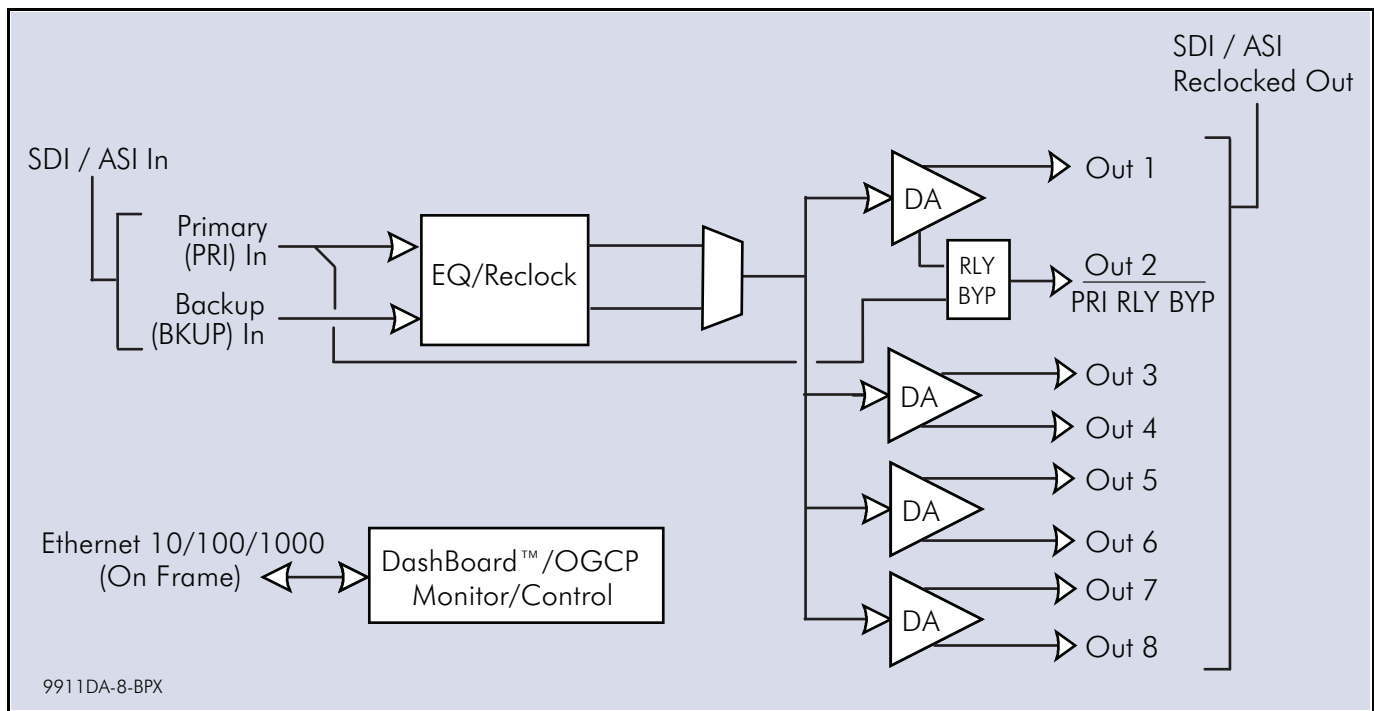 SDI / ASI
Reclocked Out
SDI / ASI In
Primary
(PRI) In
Backup
(BKUP) In
EQ/Reclock
DA
RLY
BYP
Out 1
Out 2
PRI RLY BYP
DA
Out 3
Out 4
DA
Out 5
Out 6
DA
Out 7
Out 8
Ethernet 10/100/1000
(On Frame)
DashBoard™/OGCP
Monitor/Control
9911DA-8-BPX